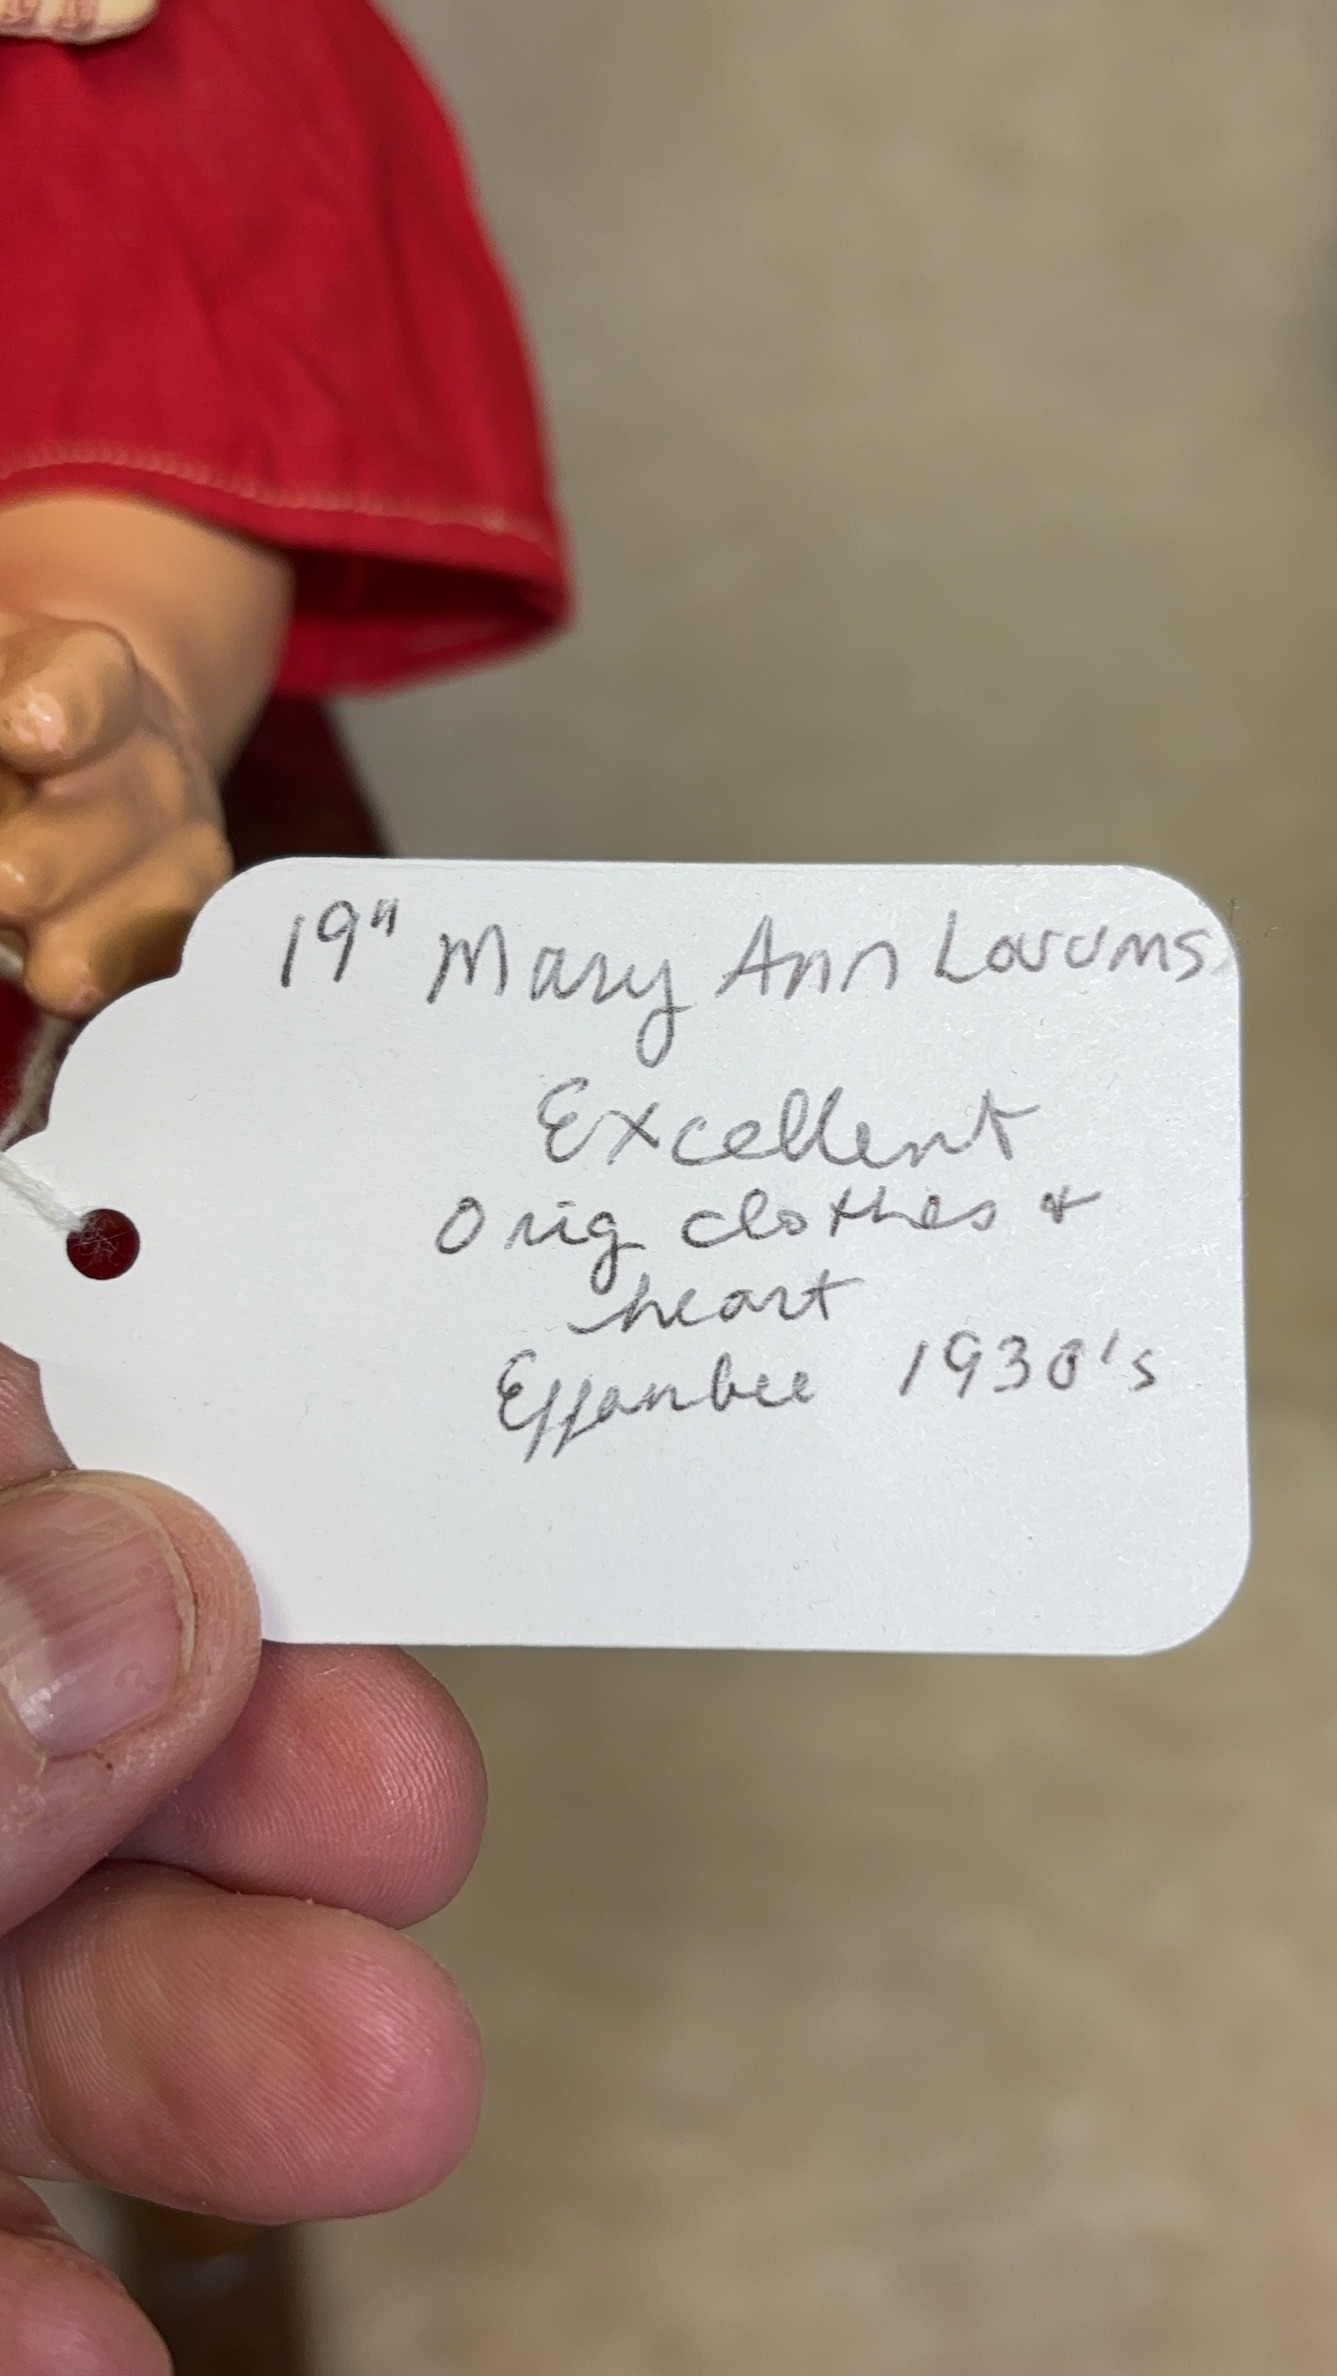 19" Mary Ann Lovums
Excellent
Orig clothes +
heart
Effanbee 1930's